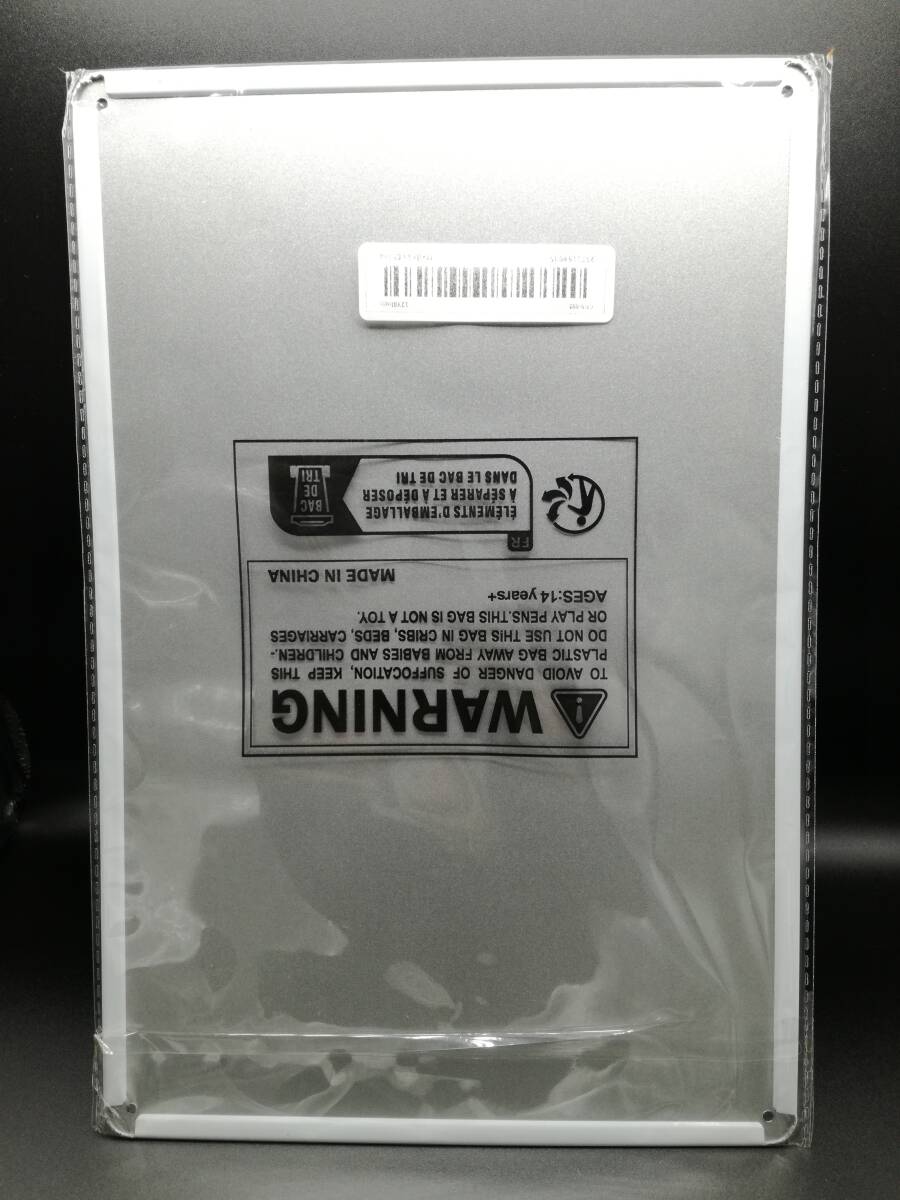 WARNING
TO AVOID DANGER OF SUFFOCATION, KEEP THIS
PLASTIC BAG AWAY FROM BABIES AND CHILDREN.
DO NOT USE THIS BAG IN CRIBS, BEDS, CARRIAGES
OR PLAY PENS.THIS BAG IS NOT A TOY.
AGES:14 years+
MADE IN CHINA
FR
ÉLÉMENTS D'EMBALLAGE
À SÉPARER ET À DÉPOSER
DANS LE BAC DE TRI
BAC
DE
TRI